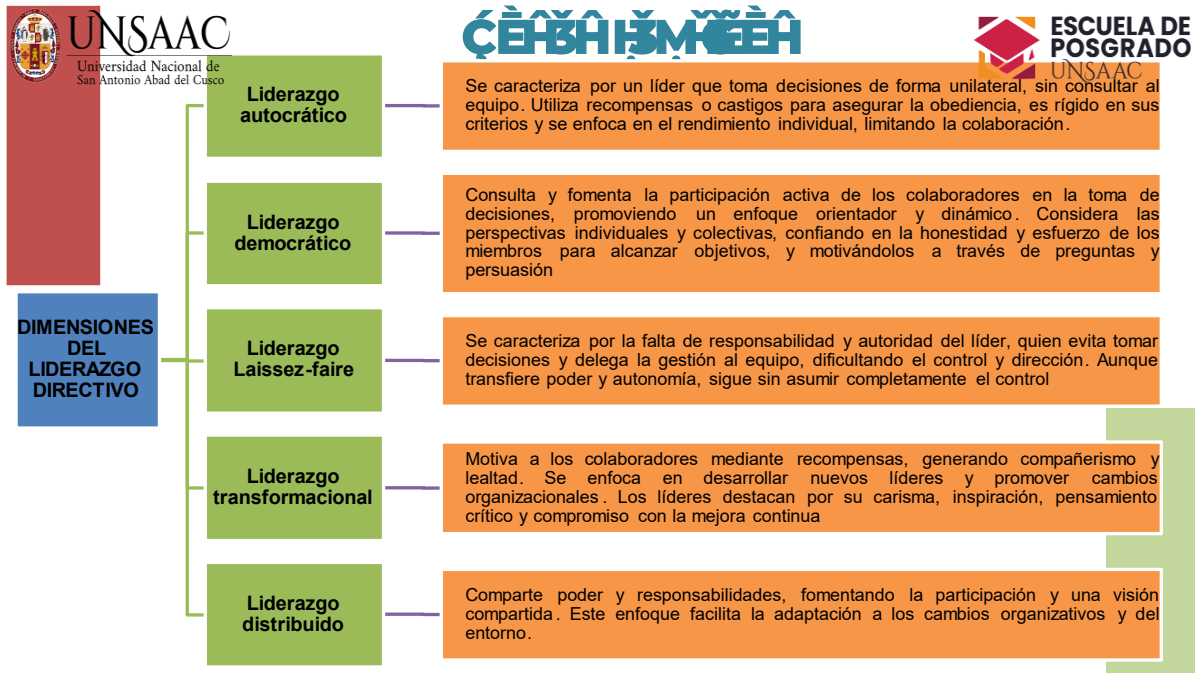 UNSAAC
Universidad Nacional de
San Antonio Abad del Cusco
ESCUELA DE
POSGRADO
UNSAAC
DIMENSIONES
DEL
LIDERAZGO
DIRECTIVO
Liderazgo
autocrático
Se caracteriza por un líder que toma decisiones de forma unilateral, sin consultar al
equipo. Utiliza recompensas o castigos para asegurar la obediencia, es rígido en sus
criterios y se enfoca en el rendimiento individual, limitando la colaboración.
Liderazgo
democrático
Consulta y fomenta la participación activa de los colaboradores en la toma de
decisiones, promoviendo un enfoque orientador y dinámico. Considera las
perspectivas individuales y colectivas, confiando en la honestidad y esfuerzo de los
miembros para alcanzar objetivos, y motivándolos a través de preguntas y
persuasión
Liderazgo
Laissez-faire
Se caracteriza por la falta de responsabilidad y autoridad del líder, quien evita tomar
decisiones y delega la gestión al equipo, dificultando el control y dirección. Aunque
transfiere poder y autonomía, sigue sin asumir completamente el control
Liderazgo
transformacional
Motiva a los colaboradores mediante recompensas, generando compañerismo y
lealtad. Se enfoca en desarrollar nuevos líderes y promover cambios
organizacionales. Los líderes destacan por su carisma, inspiración, pensamiento
crítico y compromiso con la mejora continua
Liderazgo
distribuido
Comparte poder y responsabilidades, fomentando la participación y una visión
compartida. Este enfoque facilita la adaptación a los cambios organizativos y del
entorno.